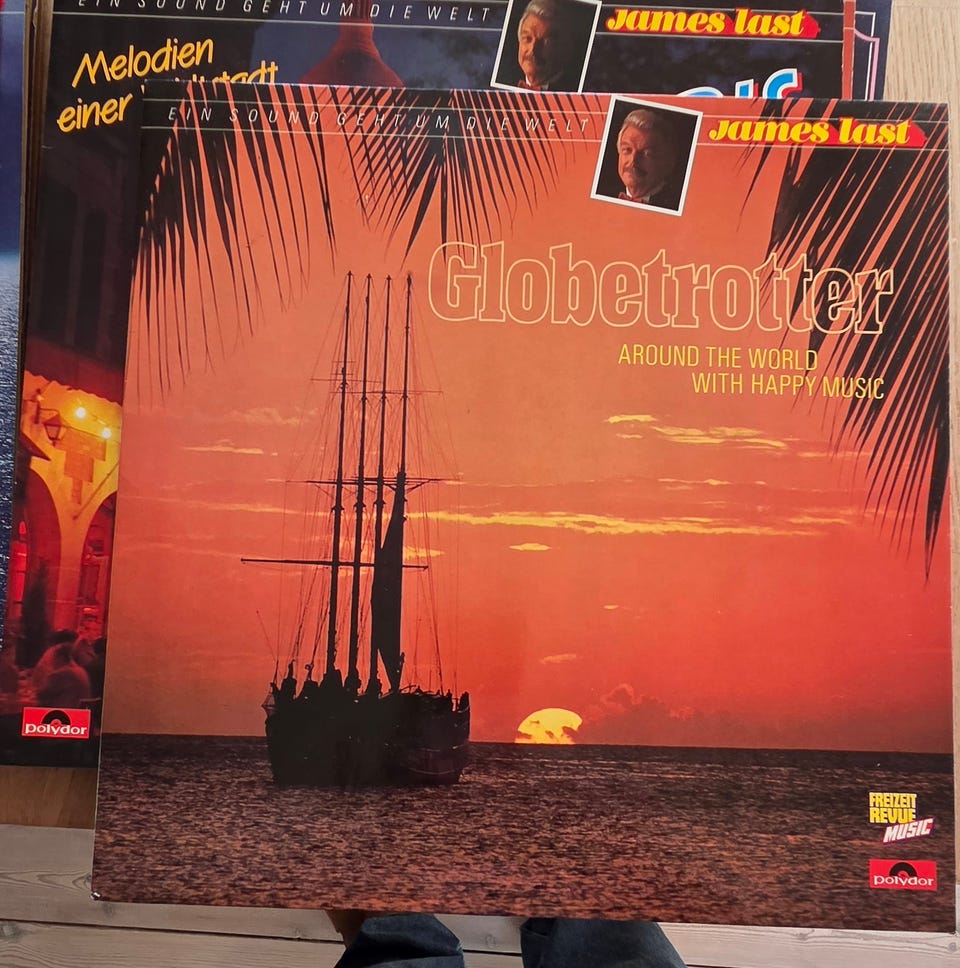 EIN SOUND GEHT UM DIE WELT
james last
Melodien
einer
polydor
EIN SOUND GEHT UM DIE WELT
james last
Globetrotter
AROUND THE WORLD
WITH HAPPY MUSIC
FREIZEIT
REVUE
MUSIC
polydor